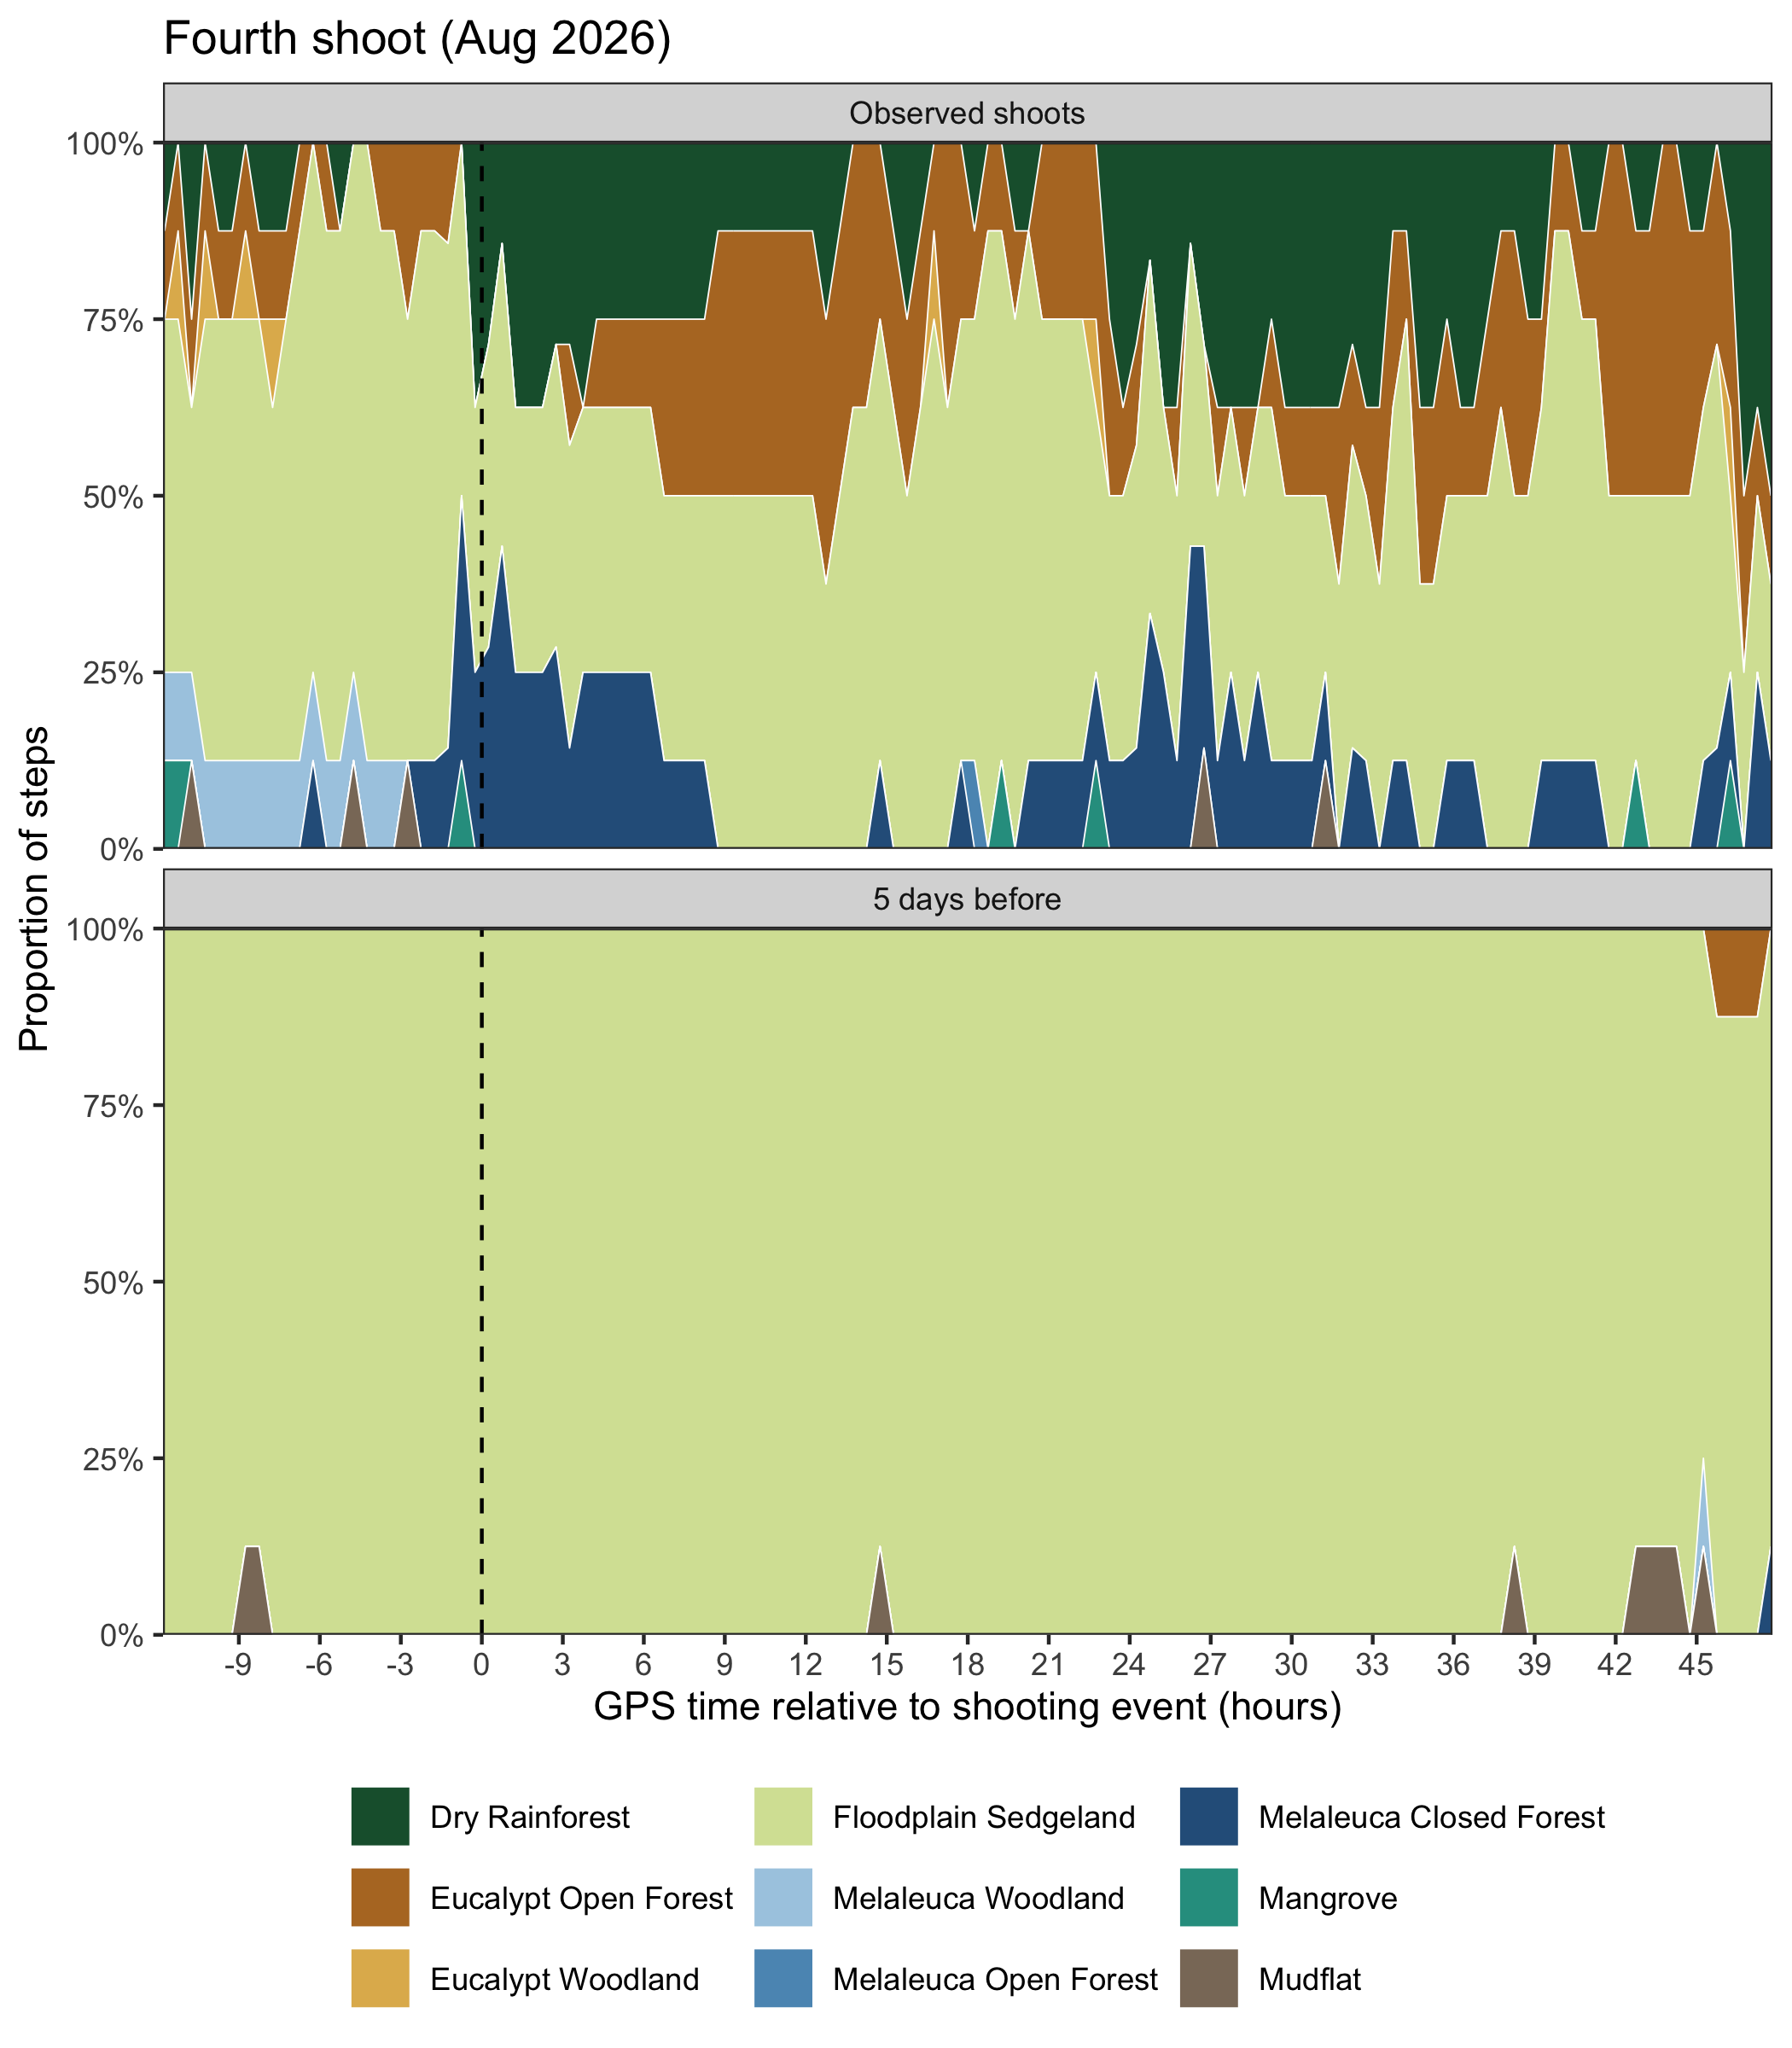 Fourth shoot (Aug 2026)
Observed shoots
100%
75%
50%
25%
0%
5 days before
100%
75%
50%
25%
0%
Proportion of steps
-9 -6 -3 0 3 6 9 12 15 18 21 24 27 30 33 36 39 42 45
GPS time relative to shooting event (hours)
Dry Rainforest Floodplain Sedgeland Melaleuca Closed Forest
Eucalypt Open Forest Melaleuca Woodland Mangrove
Eucalypt Woodland Melaleuca Open Forest Mudflat